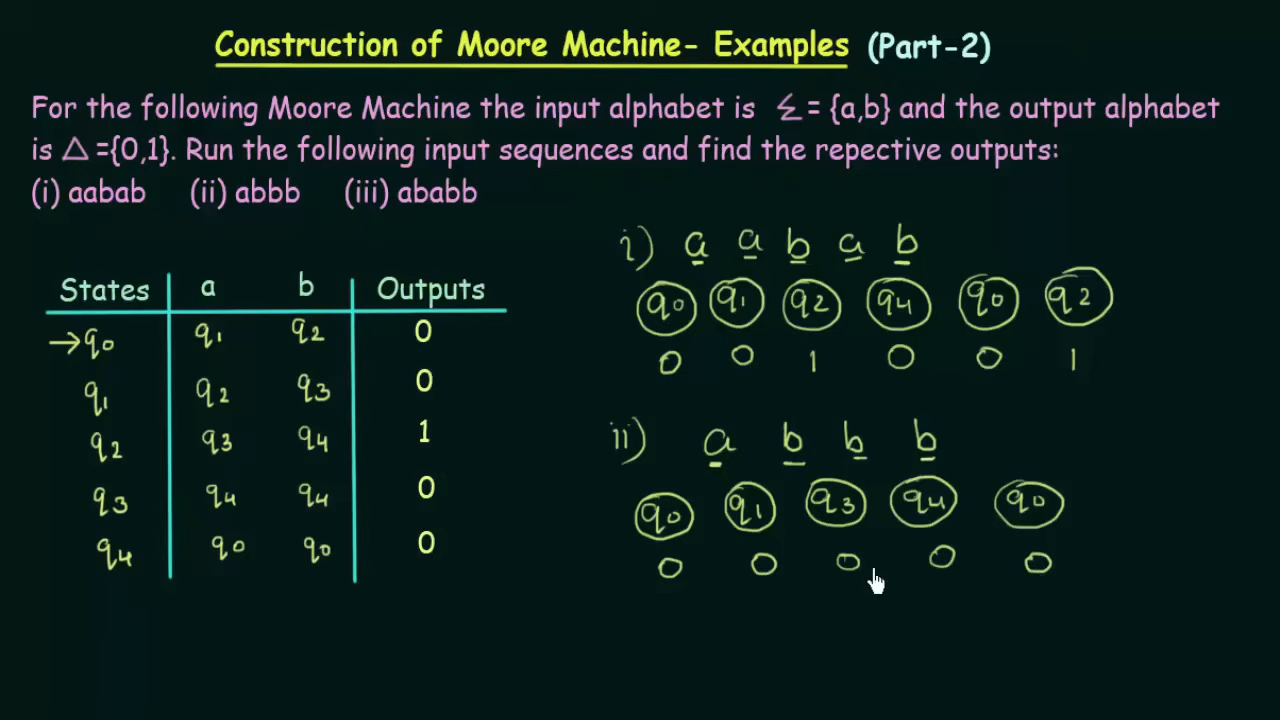 Construction of Moore Machine- Examples (Part-2)
For the following Moore Machine the input alphabet is Σ = {a,b} and the output alphabet
is Δ ={0,1}. Run the following input sequences and find the repective outputs:
(i) aabab (ii) abbb (iii) ababb
States a b Outputs
→q0 q1 q2 0
q1 q2 q3 0
q2 q3 q4 1
q3 q4 q4 0
q4 q0 q0 0
i) a a b a b
q0 q1 q2 q4 q0 q2
0 0 1 0 0 1
ii) a b b b
q0 q1 q3 q4 q0
0 0 0 0 0